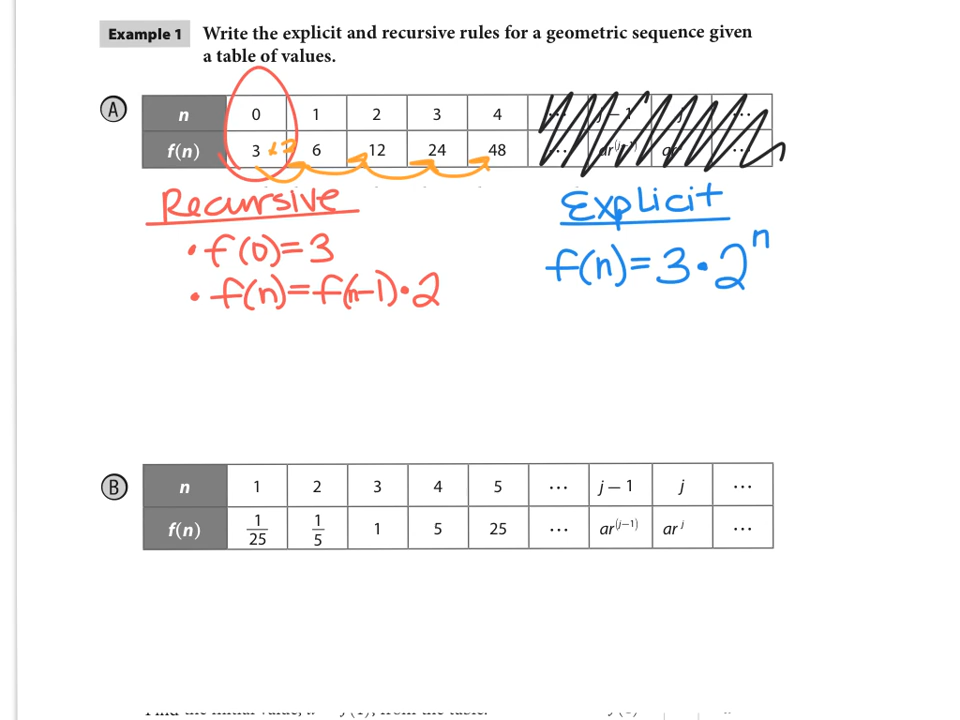 Example 1 Write the explicit and recursive rules for a geometric sequence given
a table of values.
A
n 0 1 2 3 4
f(n) 3 ×2 6 12 24 48
Recursive
• f(0)=3
• f(n)=f(n-1)•2
Explicit
f(n)=3•2ⁿ
B
n 1 2 3 4 5 ... j – 1 j ...
f(n) 1/25 1/5 1 5 25 ... ar^(j–1) ar^j ...